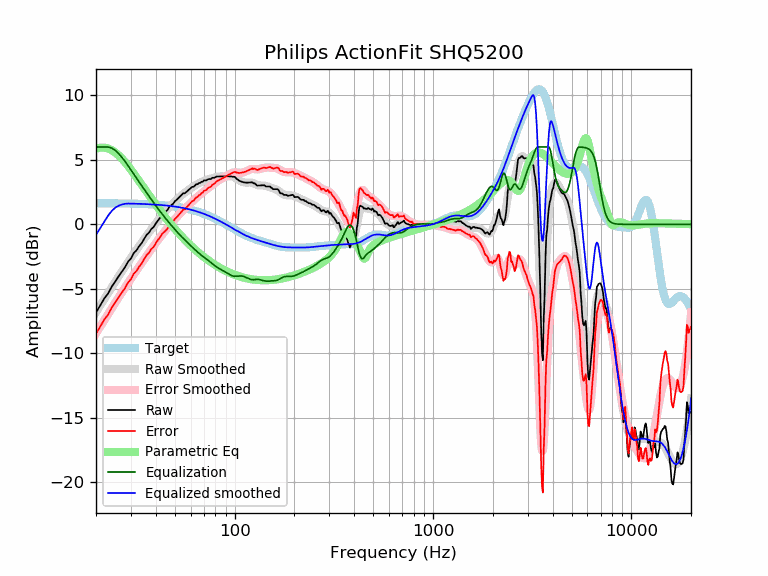 Philips ActionFit SHQ5200
Amplitude (dBr)
10
5
0
−5
−10
−15
−20
Target
Raw Smoothed
Error Smoothed
Raw
Error
Parametric Eq
Equalization
Equalized smoothed
100
1000
10000
Frequency (Hz)